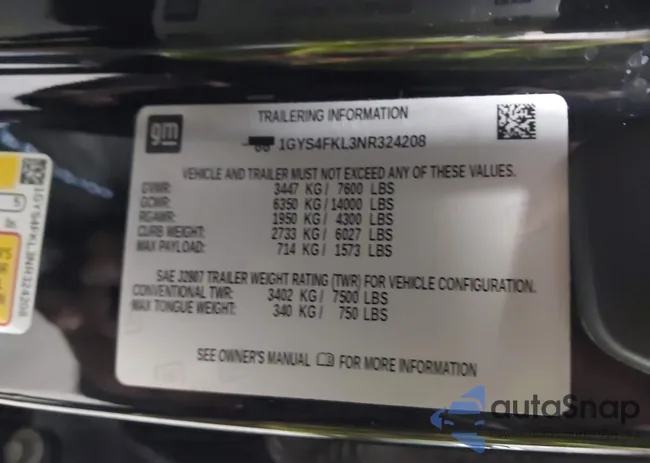 gm
TRAILERING INFORMATION
1GYS4FKL3NR324208
VEHICLE AND TRAILER MUST NOT EXCEED ANY OF THESE VALUES.
GVWR: 3447 KG/ 7600 LBS
GCWR: 6350 KG/ 14000 LBS
RGAWR: 1950 KG/ 4300 LBS
CURB WEIGHT: 2733 KG/ 6027 LBS
MAX PAYLOAD: 714 KG/ 1573 LBS
SAE J2807 TRAILER WEIGHT RATING (TWR) FOR VEHICLE CONFIGURATION.
CONVENTIONAL TWR: 3402 KG/ 7500 LBS
MAX TONGUE WEIGHT: 340 KG/ 750 LBS
SEE OWNER'S MANUAL FOR MORE INFORMATION
1GYS4FKL3NR324208
5
autoSnap